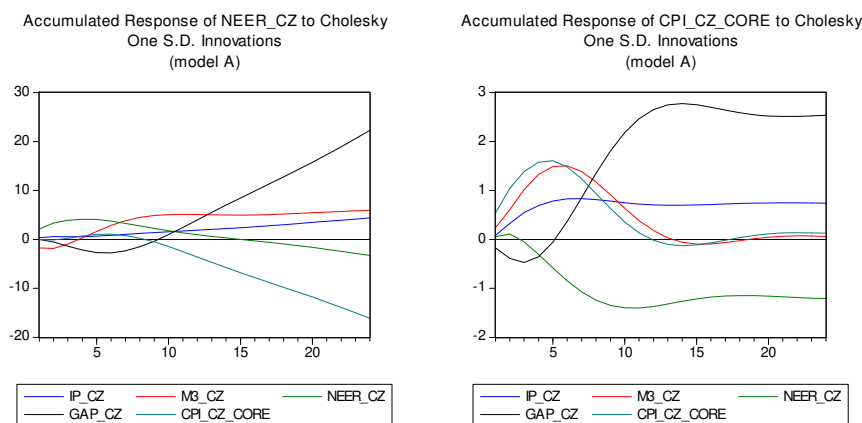 Accumulated Response of NEER_CZ to Cholesky
One S.D. Innovations
(model A)
30
20
10
0
-10
-20
5
10
15
20
IP_CZ
M3_CZ
NEER_CZ
GAP_CZ
CPI_CZ_CORE
Accumulated Response of CPI_CZ_CORE to Cholesky
One S.D. Innovations
(model A)
3
2
1
0
-1
-2
5
10
15
20
IP_CZ
M3_CZ
NEER_CZ
GAP_CZ
CPI_CZ_CORE